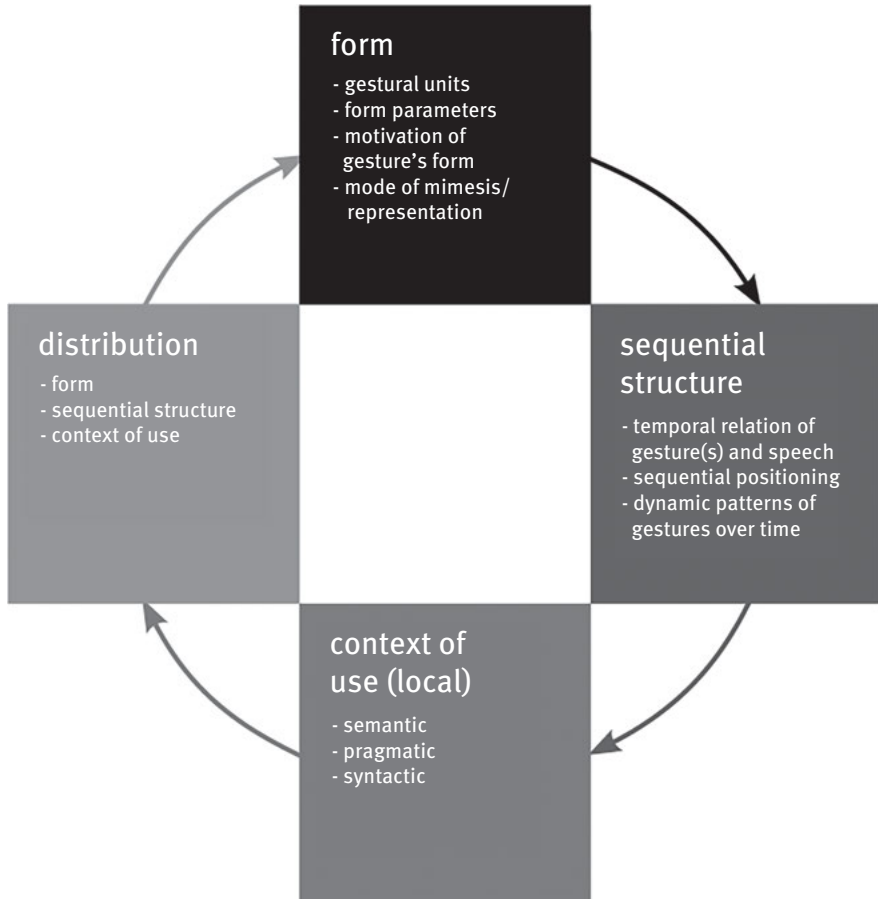 form
- gestural units
- form parameters
- motivation of
gesture's form
- mode of mimesis/
representation
distribution
- form
- sequential structure
- context of use
sequential
structure
- temporal relation of
gesture(s) and speech
- sequential positioning
- dynamic patterns of
gestures over time
context of
use (local)
- semantic
- pragmatic
- syntactic